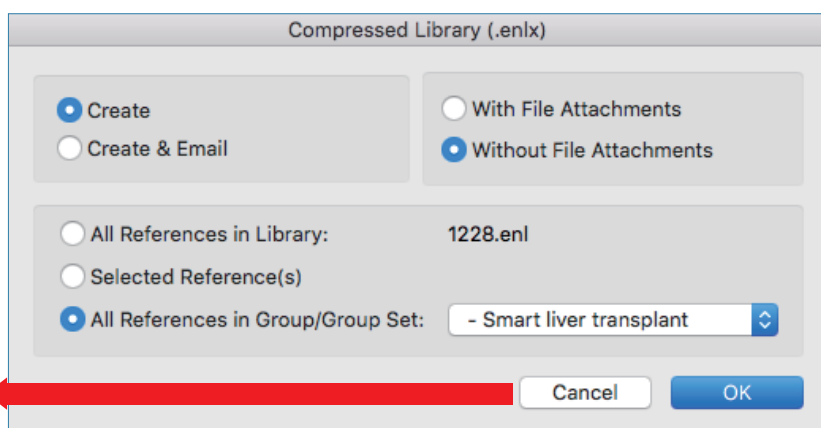 Compressed Library (.enlx)
Create
Create & Email
With File Attachments
Without File Attachments
All References in Library: 1228.enl
Selected Reference(s)
All References in Group/Group Set: - Smart liver transplant
Cancel OK